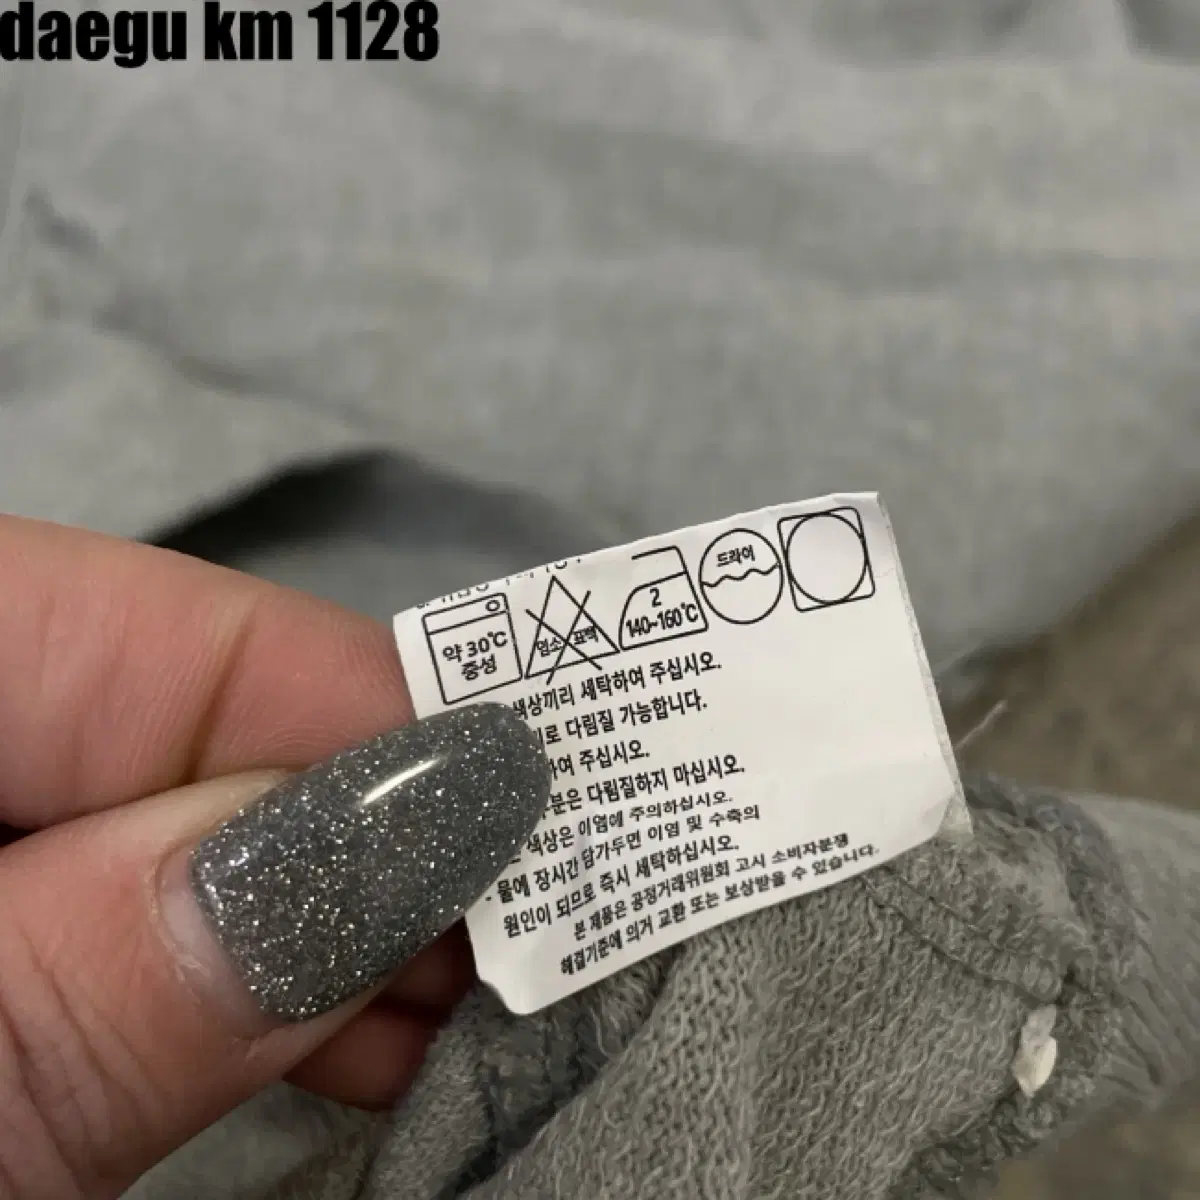 daegu km 1128
약 30℃
중성
염소 표백
2
140~160℃
드라이
색상끼리 세탁하여 주십시오.
로 다림질 가능합니다.
하여 주십시오.
부분은 다림질하지 마십시오.
색상은 이염에 주의하십시오.
- 물에 장시간 담가두면 이염 및 수축의
원인이 되므로 즉시 세탁하십시오.
본 제품은 공정거래위원회 고시 소비자분쟁
해결기준에 의거 교환 또는 보상받을 수 있습니다.